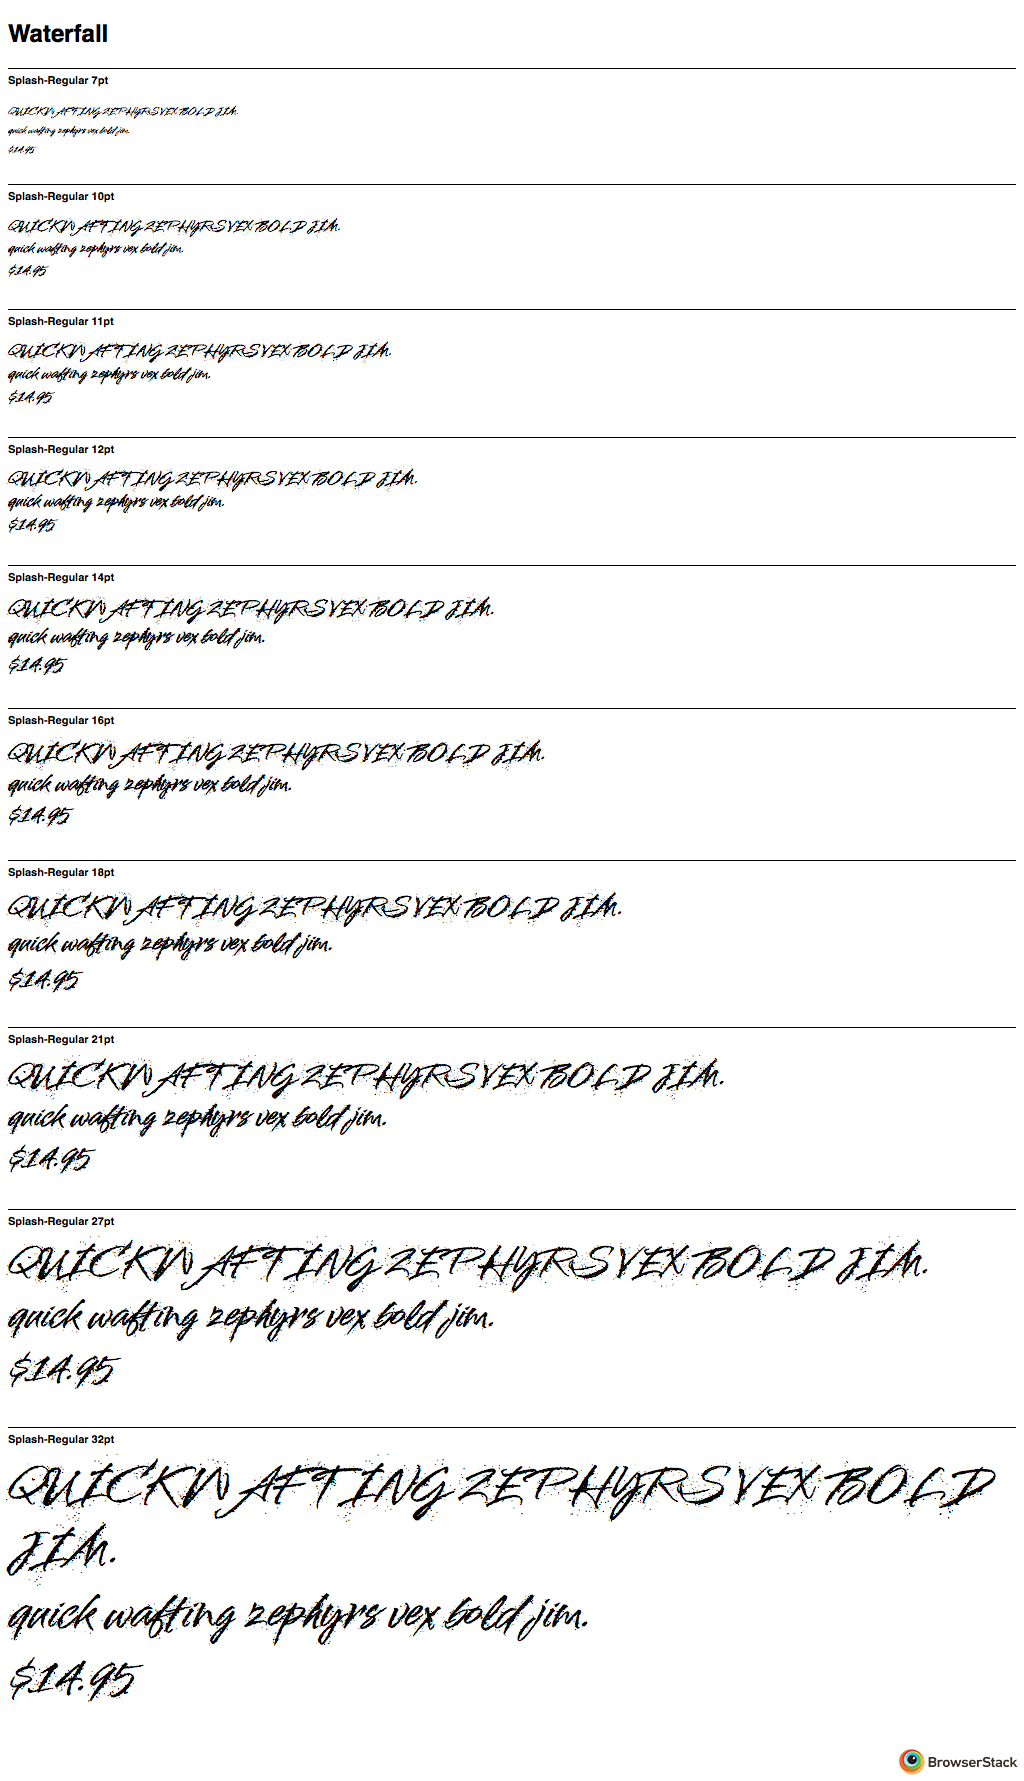 Waterfall
Splash-Regular 7pt
QUICK WAFTING ZEPHYRS VEX BOLD JIM.
quick wafting zephyrs vex bold jim.
$14.95
Splash-Regular 10pt
QUICK WAFTING ZEPHYRS VEX BOLD JIM.
quick wafting zephyrs vex bold jim.
$14.95
Splash-Regular 11pt
QUICK WAFTING ZEPHYRS VEX BOLD JIM.
quick wafting zephyrs vex bold jim.
$14.95
Splash-Regular 12pt
QUICK WAFTING ZEPHYRS VEX BOLD JIM.
quick wafting zephyrs vex bold jim.
$14.95
Splash-Regular 14pt
QUICK WAFTING ZEPHYRS VEX BOLD JIM.
quick wafting zephyrs vex bold jim.
$14.95
Splash-Regular 16pt
QUICK WAFTING ZEPHYRS VEX BOLD JIM.
quick wafting zephyrs vex bold jim.
$14.95
Splash-Regular 18pt
QUICK WAFTING ZEPHYRS VEX BOLD JIM.
quick wafting zephyrs vex bold jim.
$14.95
Splash-Regular 21pt
QUICK WAFTING ZEPHYRS VEX BOLD JIM.
quick wafting zephyrs vex bold jim.
$14.95
Splash-Regular 27pt
QUICK WAFTING ZEPHYRS VEX BOLD JIM.
quick wafting zephyrs vex bold jim.
$14.95
Splash-Regular 32pt
QUICK WAFTING ZEPHYRS VEX BOLD
JIM.
quick wafting zephyrs vex bold jim.
$14.95
BrowserStack